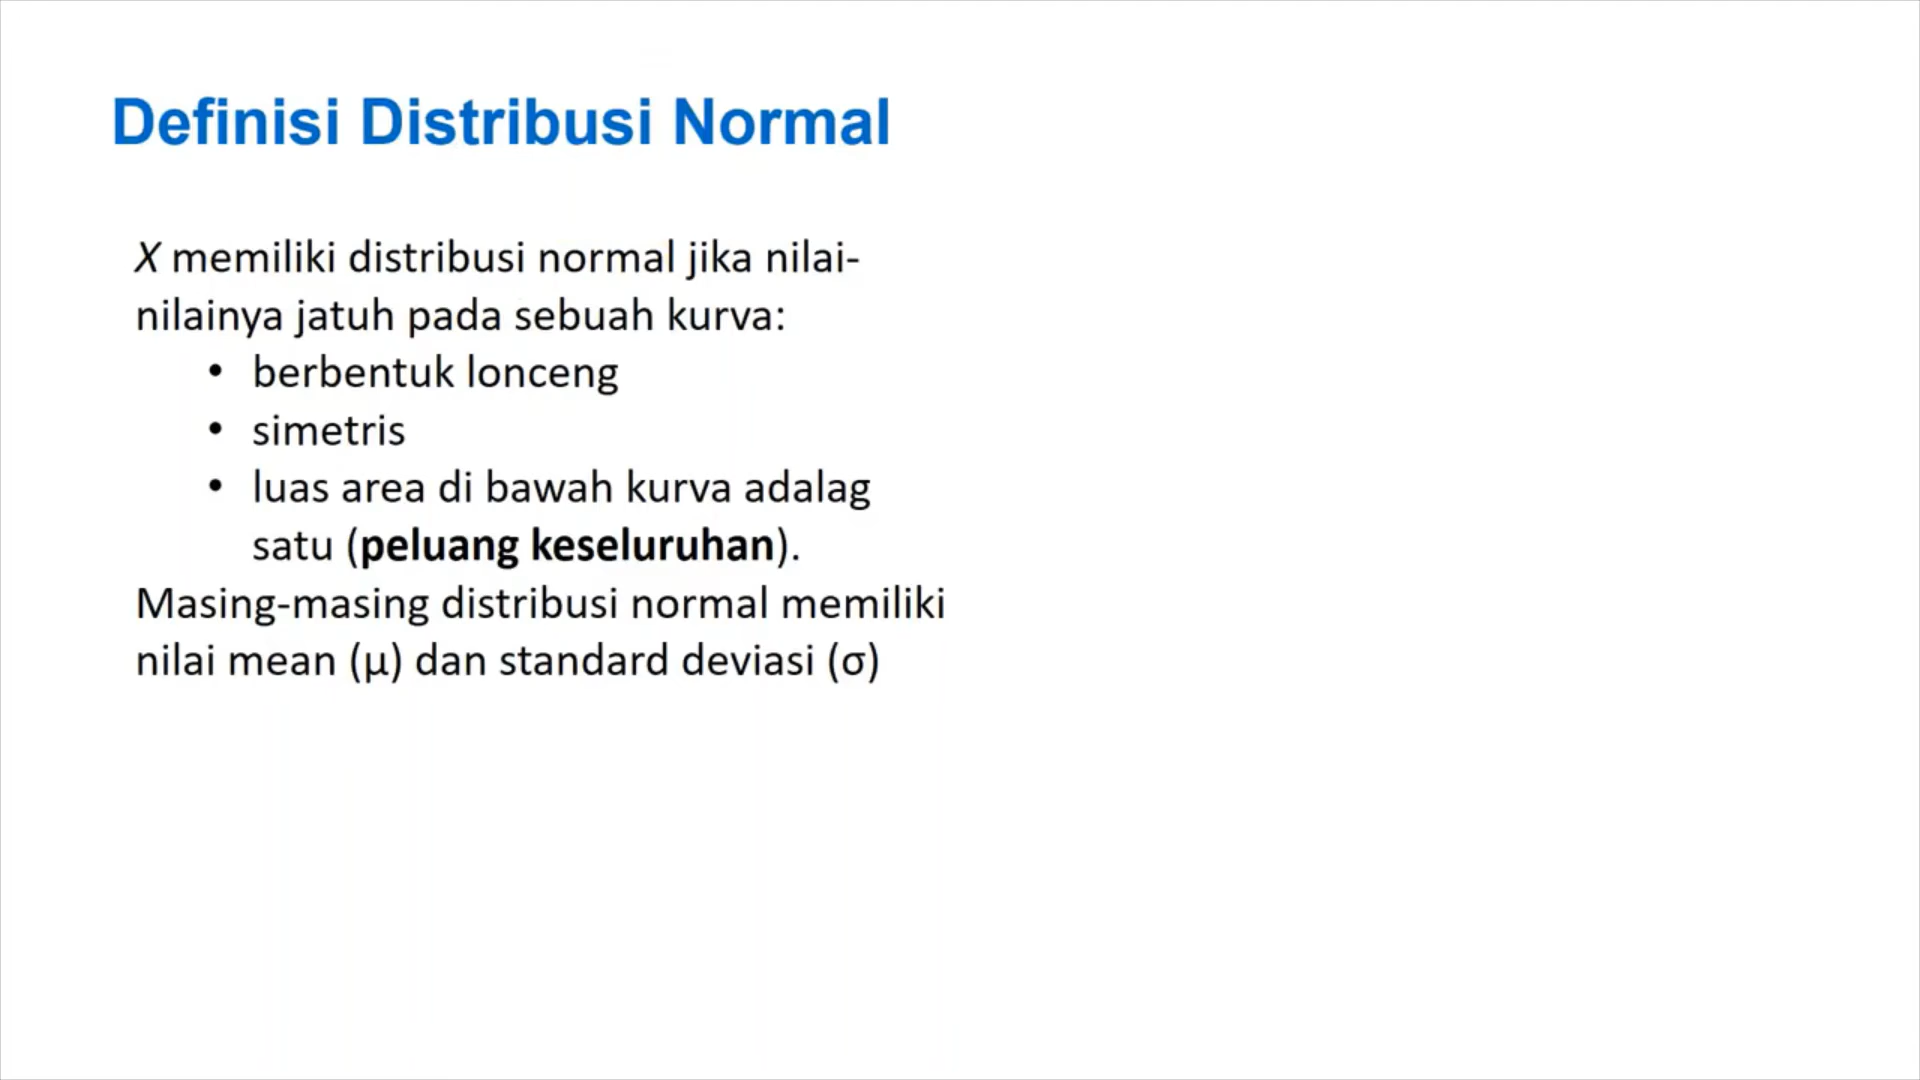 Definisi Distribusi Normal
X memiliki distribusi normal jika nilai-
nilainya jatuh pada sebuah kurva:
• berbentuk lonceng
• simetris
• luas area di bawah kurva adalag
satu (peluang keseluruhan).
Masing-masing distribusi normal memiliki
nilai mean (μ) dan standard deviasi (σ)